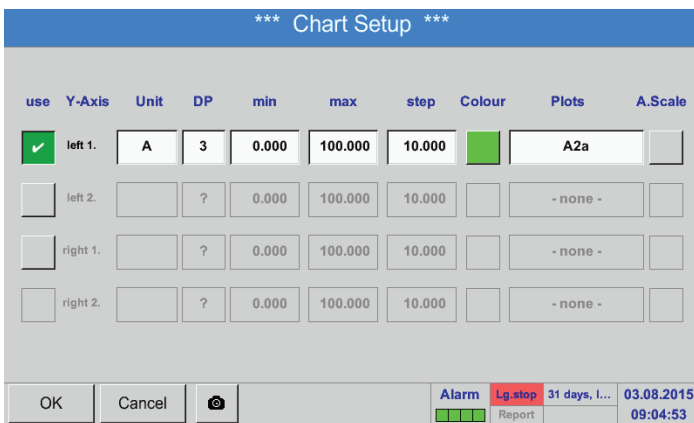 *** Chart Setup ***
use Y-Axis Unit DP min max step Colour Plots A.Scale
left 1. A 3 0.000 100.000 10.000 A2a
left 2. ? 0.000 100.000 10.000 - none -
right 1. ? 0.000 100.000 10.000 - none -
right 2. ? 0.000 100.000 10.000 - none -
OK Cancel Alarm Lg.stop 31 days, l... 03.08.2015
Report 09:04:53